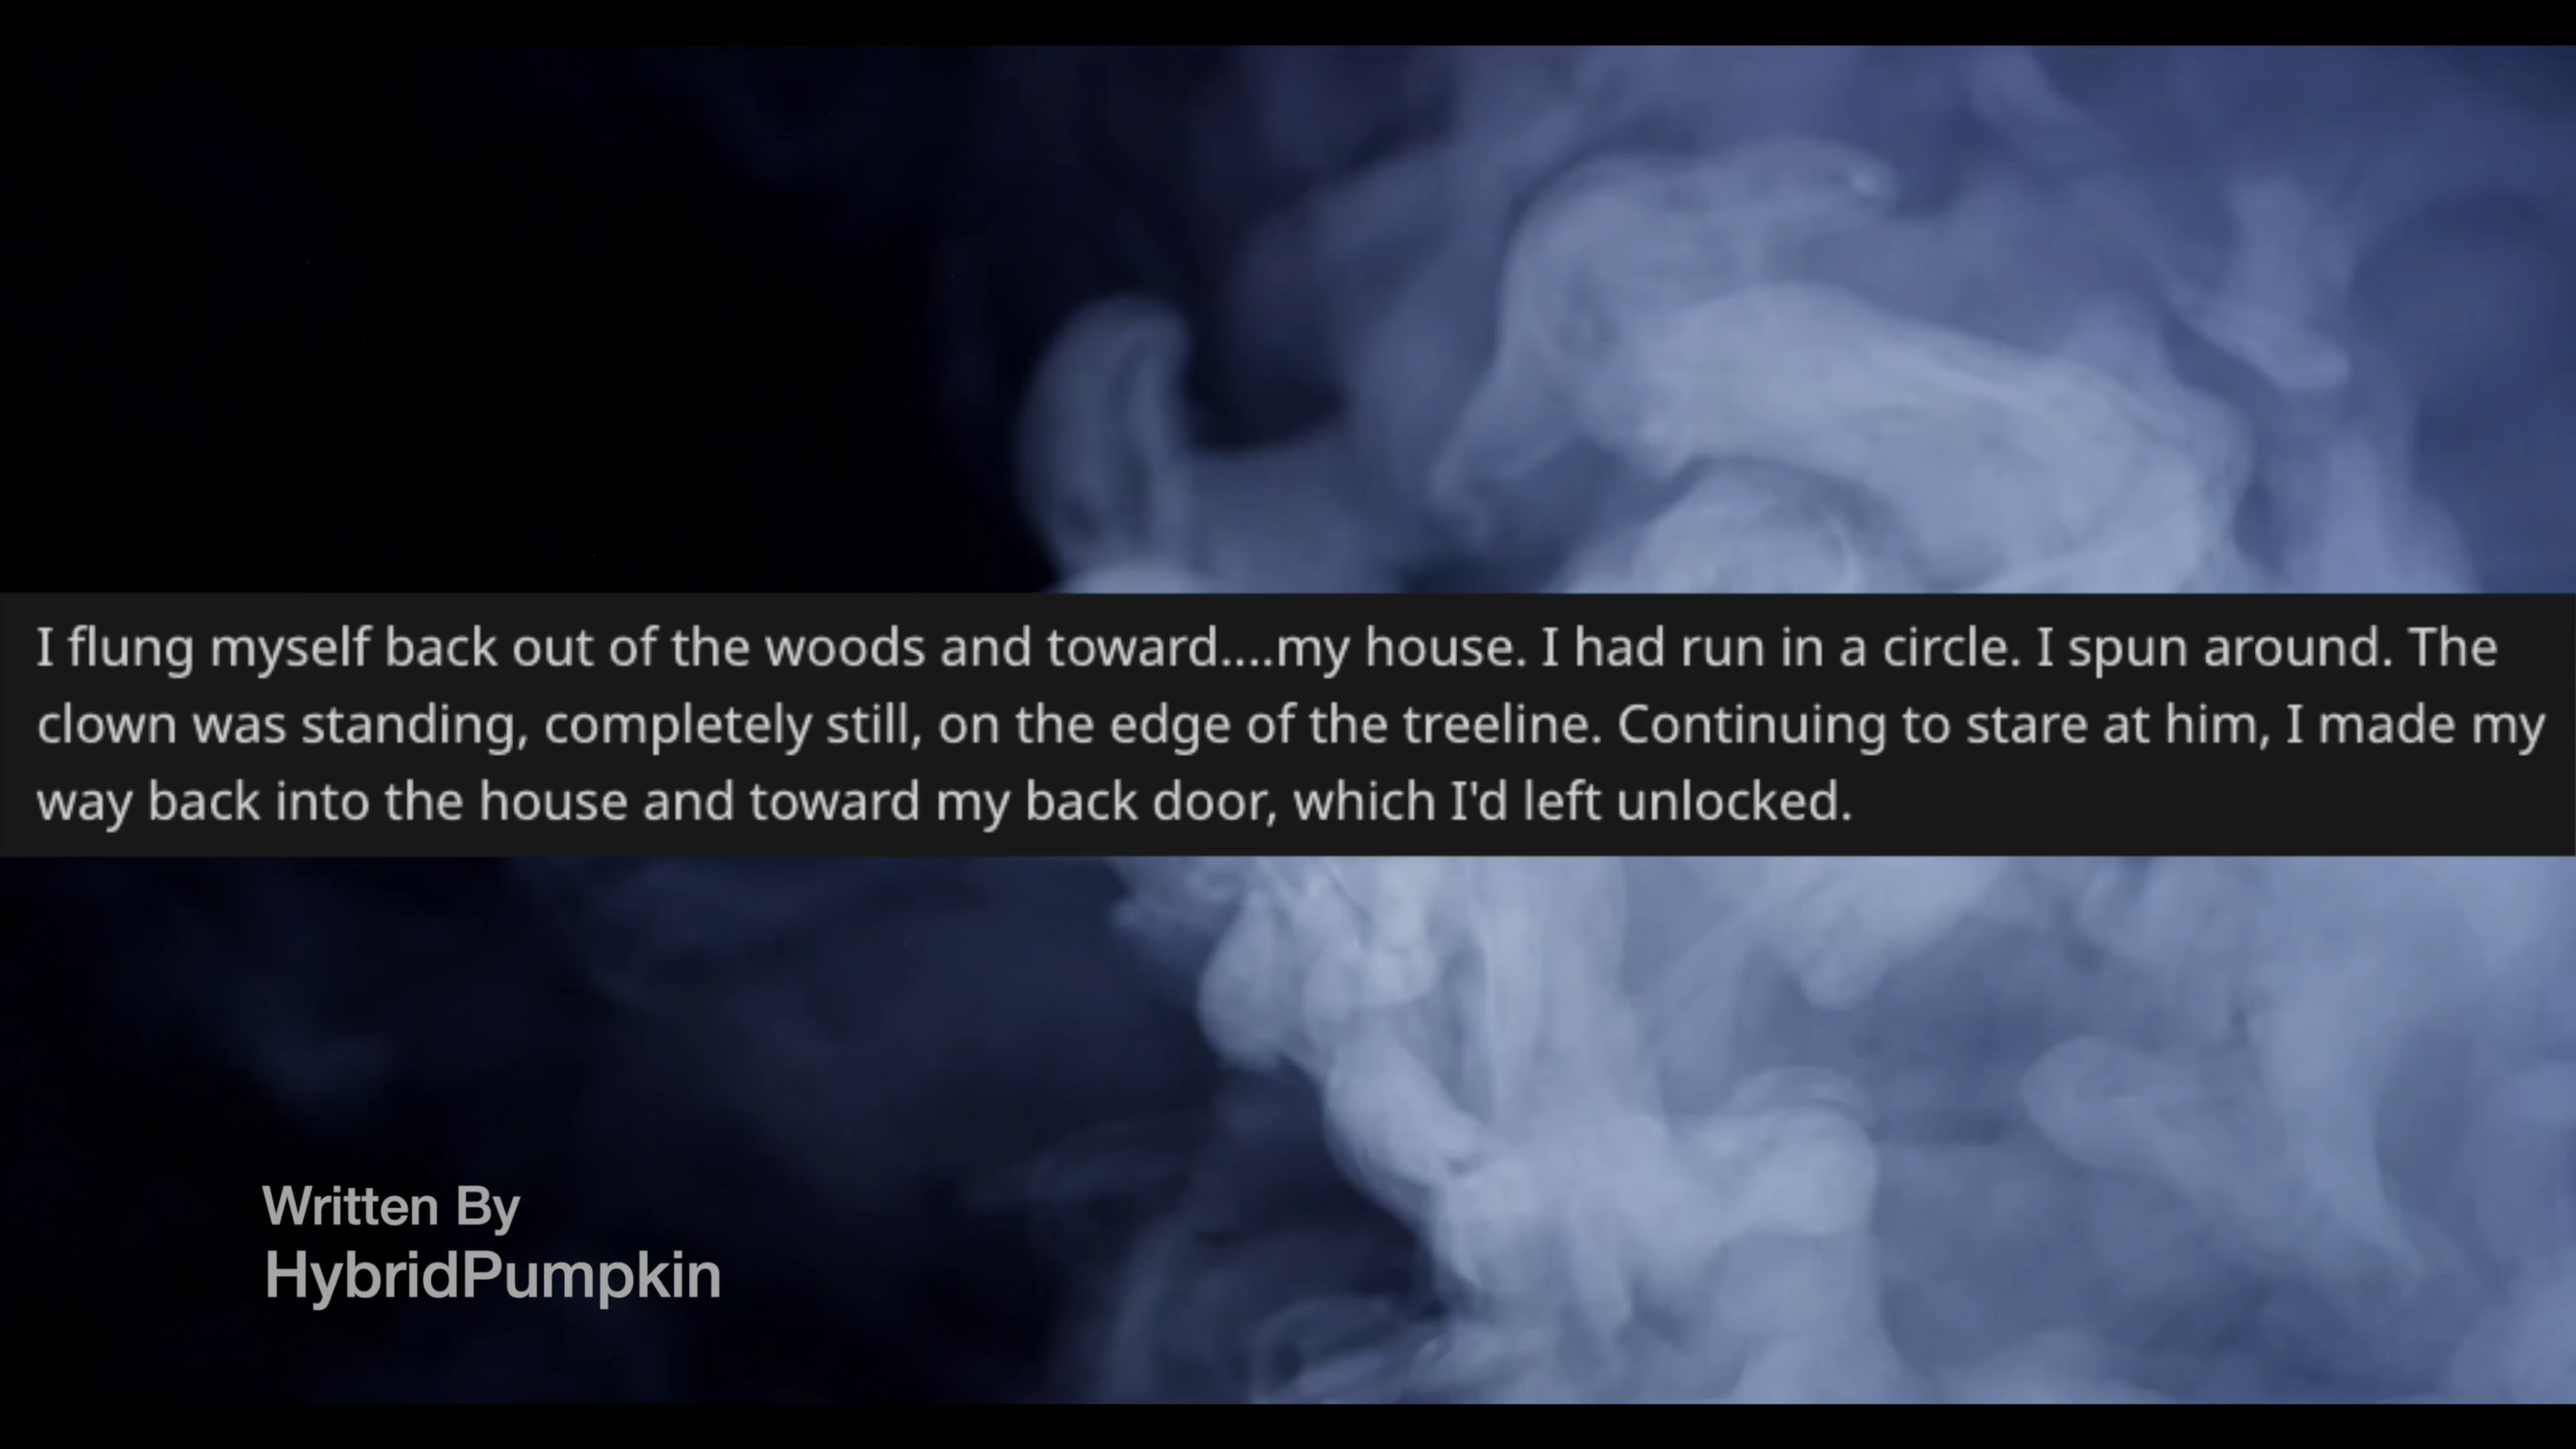 I flung myself back out of the woods and toward....my house. I had run in a circle. I spun around. The
clown was standing, completely still, on the edge of the treeline. Continuing to stare at him, I made my
way back into the house and toward my back door, which I'd left unlocked.
Written By
HybridPumpkin